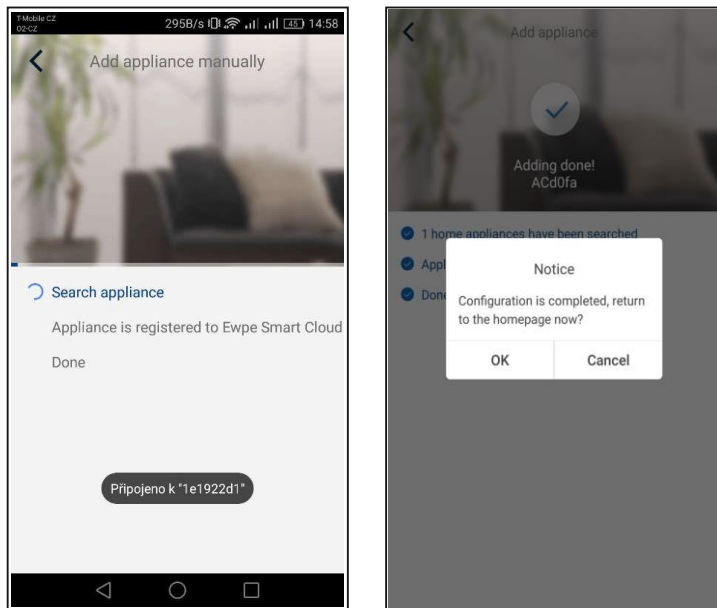 T-Mobile CZ
O2-CZ
295B/s 45 14:58
Add appliance manually
Search appliance
Appliance is registered to Ewpe Smart Cloud
Done
Připojeno k "1e1922d1"
Add appliance
Adding done!
ACd0fa
1 home appliances have been searched
Appl
Done
Notice
Configuration is completed, return
to the homepage now?
OK Cancel